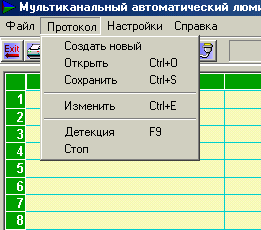 Мультиканальный автоматический
Файл Протокол Настройки Справка
Exit
Создать новый
Открыть Ctrl+O
Сохранить Ctrl+S
Изменить Ctrl+E
Детекция F9
Стоп
1
2
3
4
5
6
7
8